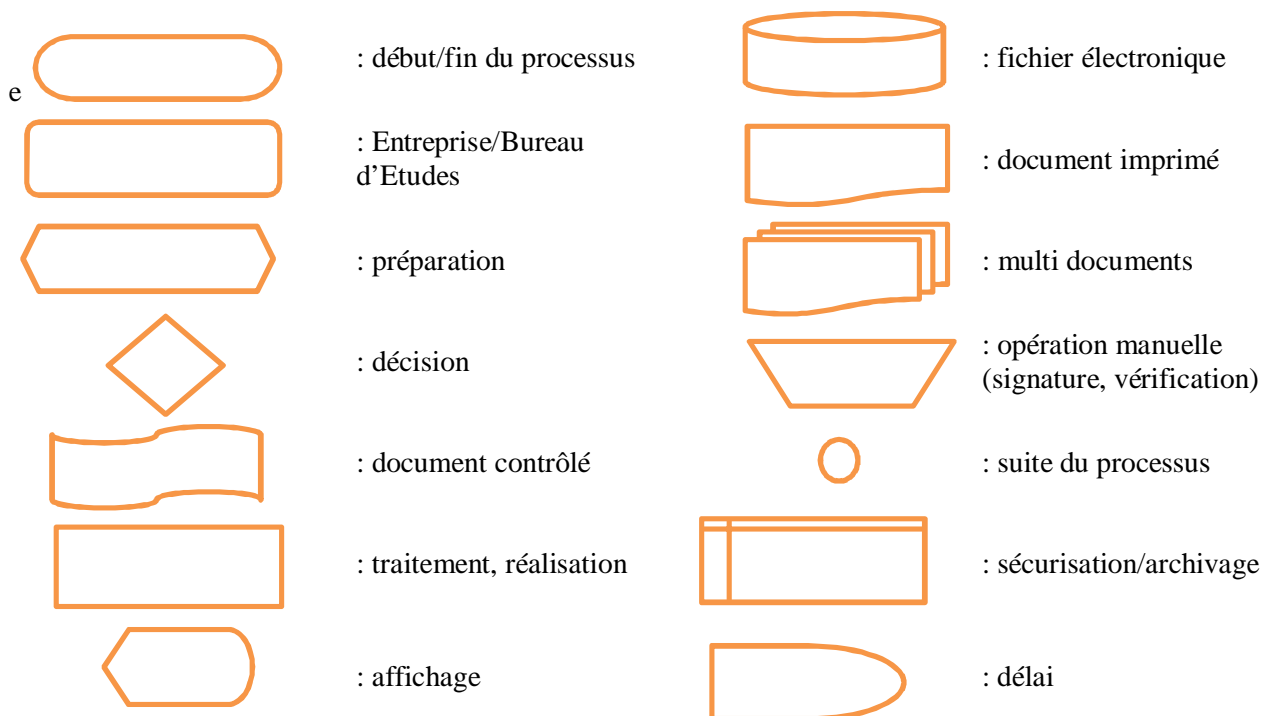 : début/fin du processus
e
: Entreprise/Bureau
d’Etudes
: préparation
: décision
: document contrôlé
: traitement, réalisation
: affichage
: fichier électronique
: document imprimé
: multi documents
: opération manuelle
(signature, vérification)
: suite du processus
: sécurisation/archivage
: délai